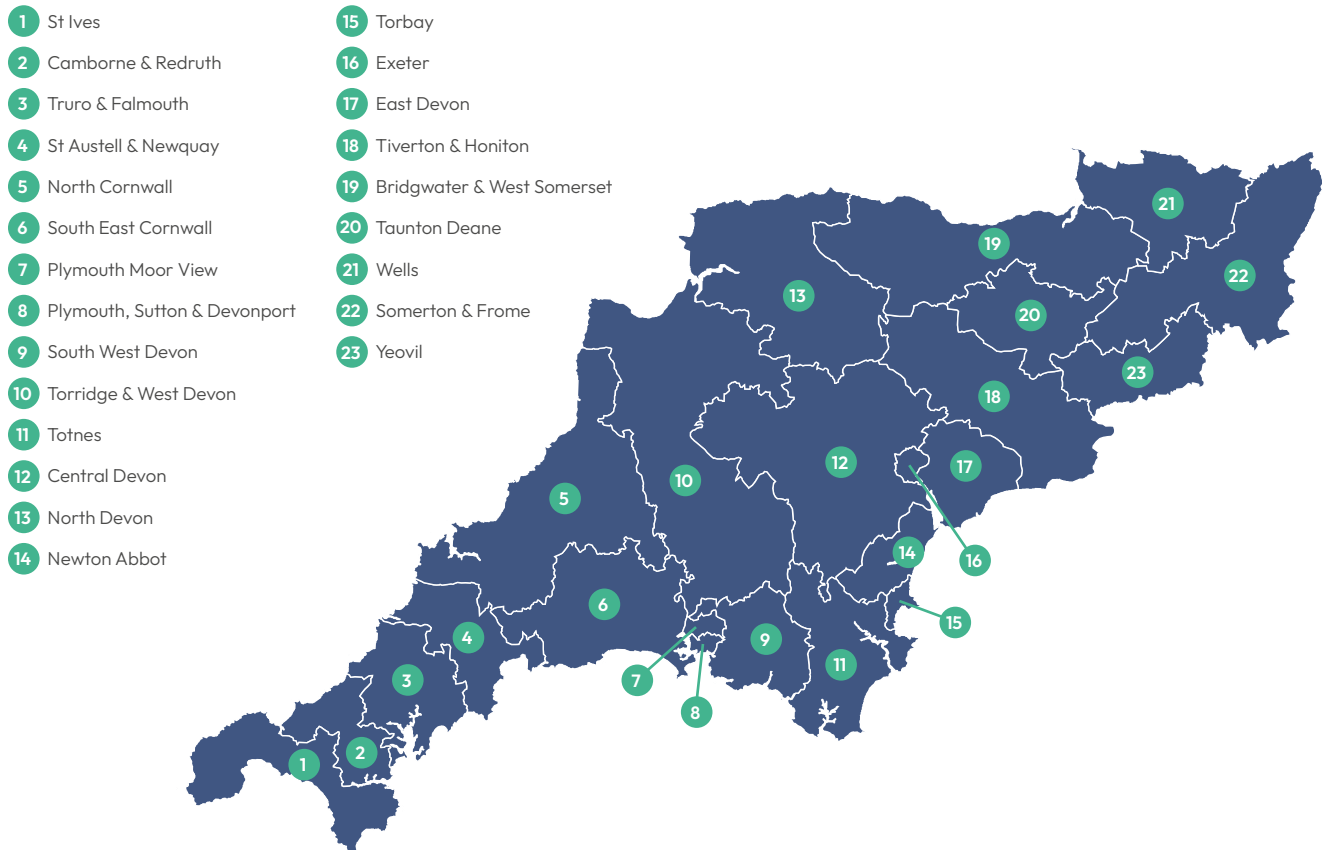 1 St Ives
2 Camborne & Redruth
3 Truro & Falmouth
4 St Austell & Newquay
5 North Cornwall
6 South East Cornwall
7 Plymouth Moor View
8 Plymouth, Sutton & Devonport
9 South West Devon
10 Torridge & West Devon
11 Totnes
12 Central Devon
13 North Devon
14 Newton Abbot
15 Torbay
16 Exeter
17 East Devon
18 Tiverton & Honiton
19 Bridgwater & West Somerset
20 Taunton Deane
21 Wells
22 Somerton & Frome
23 Yeovil
21
19
22
13
20
23
18
12
17
10
5
14
16
6
15
4
9
11
3
7
8
2
1